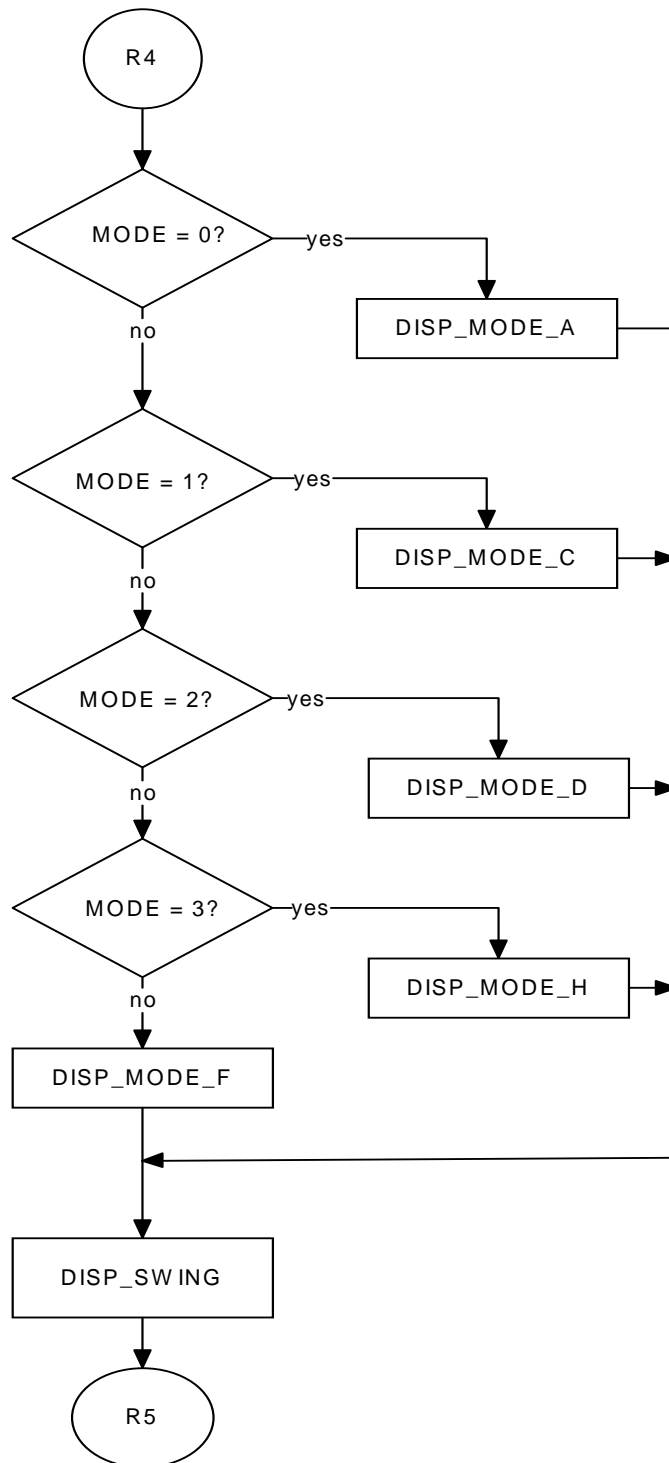 R4
MODE = 0?
yes
no
DISP_MODE_A
MODE = 1?
yes
DISP_MODE_C
no
MODE = 2?
yes
DISP_MODE_D
no
MODE = 3?
yes
DISP_MODE_H
no
DISP_MODE_F
DISP_SWING
R5